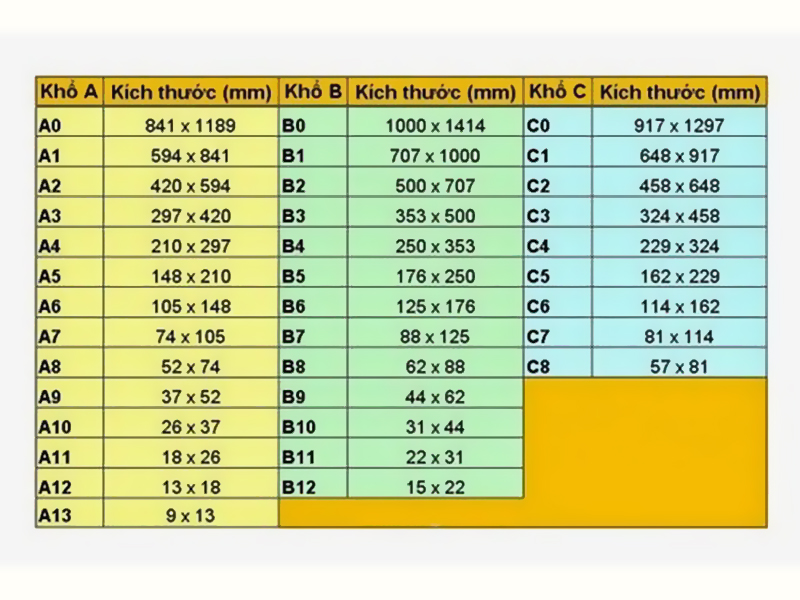 Khổ A Kích thước (mm) Khổ B Kích thước (mm) Khổ C Kích thước (mm)
A0 841 x 1189 B0 1000 x 1414 C0 917 x 1297
A1 594 x 841 B1 707 x 1000 C1 648 x 917
A2 420 x 594 B2 500 x 707 C2 458 x 648
A3 297 x 420 B3 353 x 500 C3 324 x 458
A4 210 x 297 B4 250 x 353 C4 229 x 324
A5 148 x 210 B5 176 x 250 C5 162 x 229
A6 105 x 148 B6 125 x 176 C6 114 x 162
A7 74 x 105 B7 88 x 125 C7 81 x 114
A8 52 x 74 B8 62 x 88 C8 57 x 81
A9 37 x 52 B9 44 x 62
A10 26 x 37 B10 31 x 44
A11 18 x 26 B11 22 x 31
A12 13 x 18 B12 15 x 22
A13 9 x 13